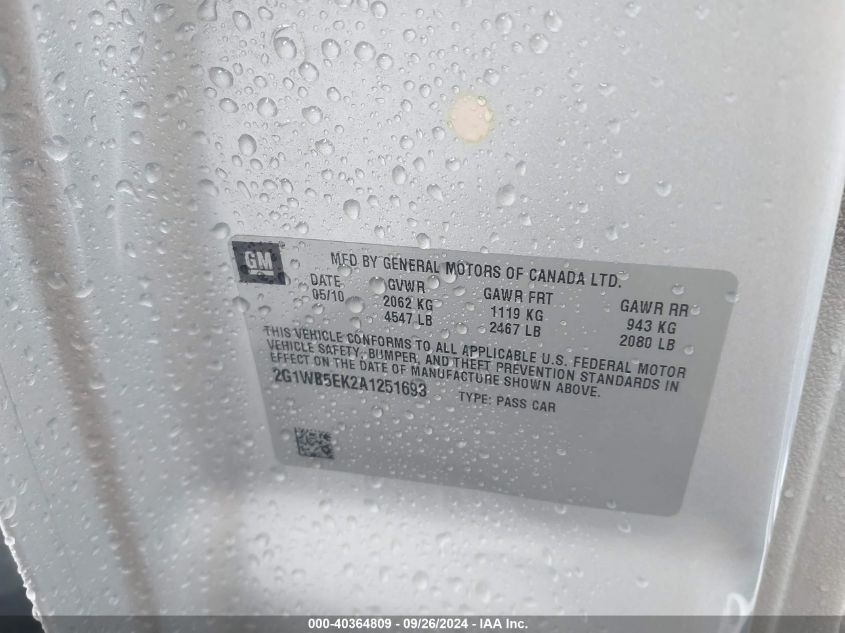 GM
MFD BY GENERAL MOTORS OF CANADA LTD.
DATE GVWR GAWR FRT GAWR RR
05/10 2062 KG 1119 KG 943 KG
4547 LB 2467 LB 2080 LB
THIS VEHICLE CONFORMS TO ALL APPLICABLE U.S. FEDERAL MOTOR
VEHICLE SAFETY, BUMPER, AND THEFT PREVENTION STANDARDS IN
EFFECT ON THE DATE OF MANUFACTURE SHOWN ABOVE.
2G1WB5EK2A1251693 TYPE: PASS CAR
000-40364809 - 09/26/2024 - IAA Inc.